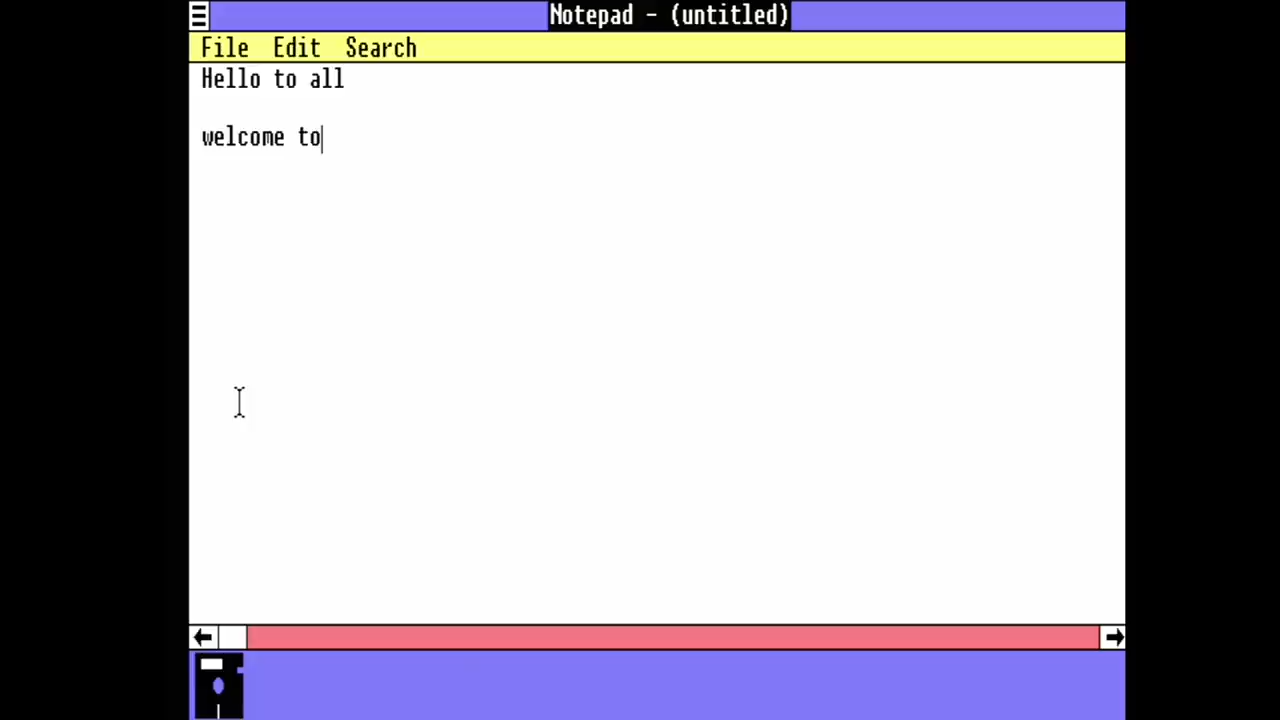 Notepad - (untitled)
File Edit Search
Hello to all
welcome to